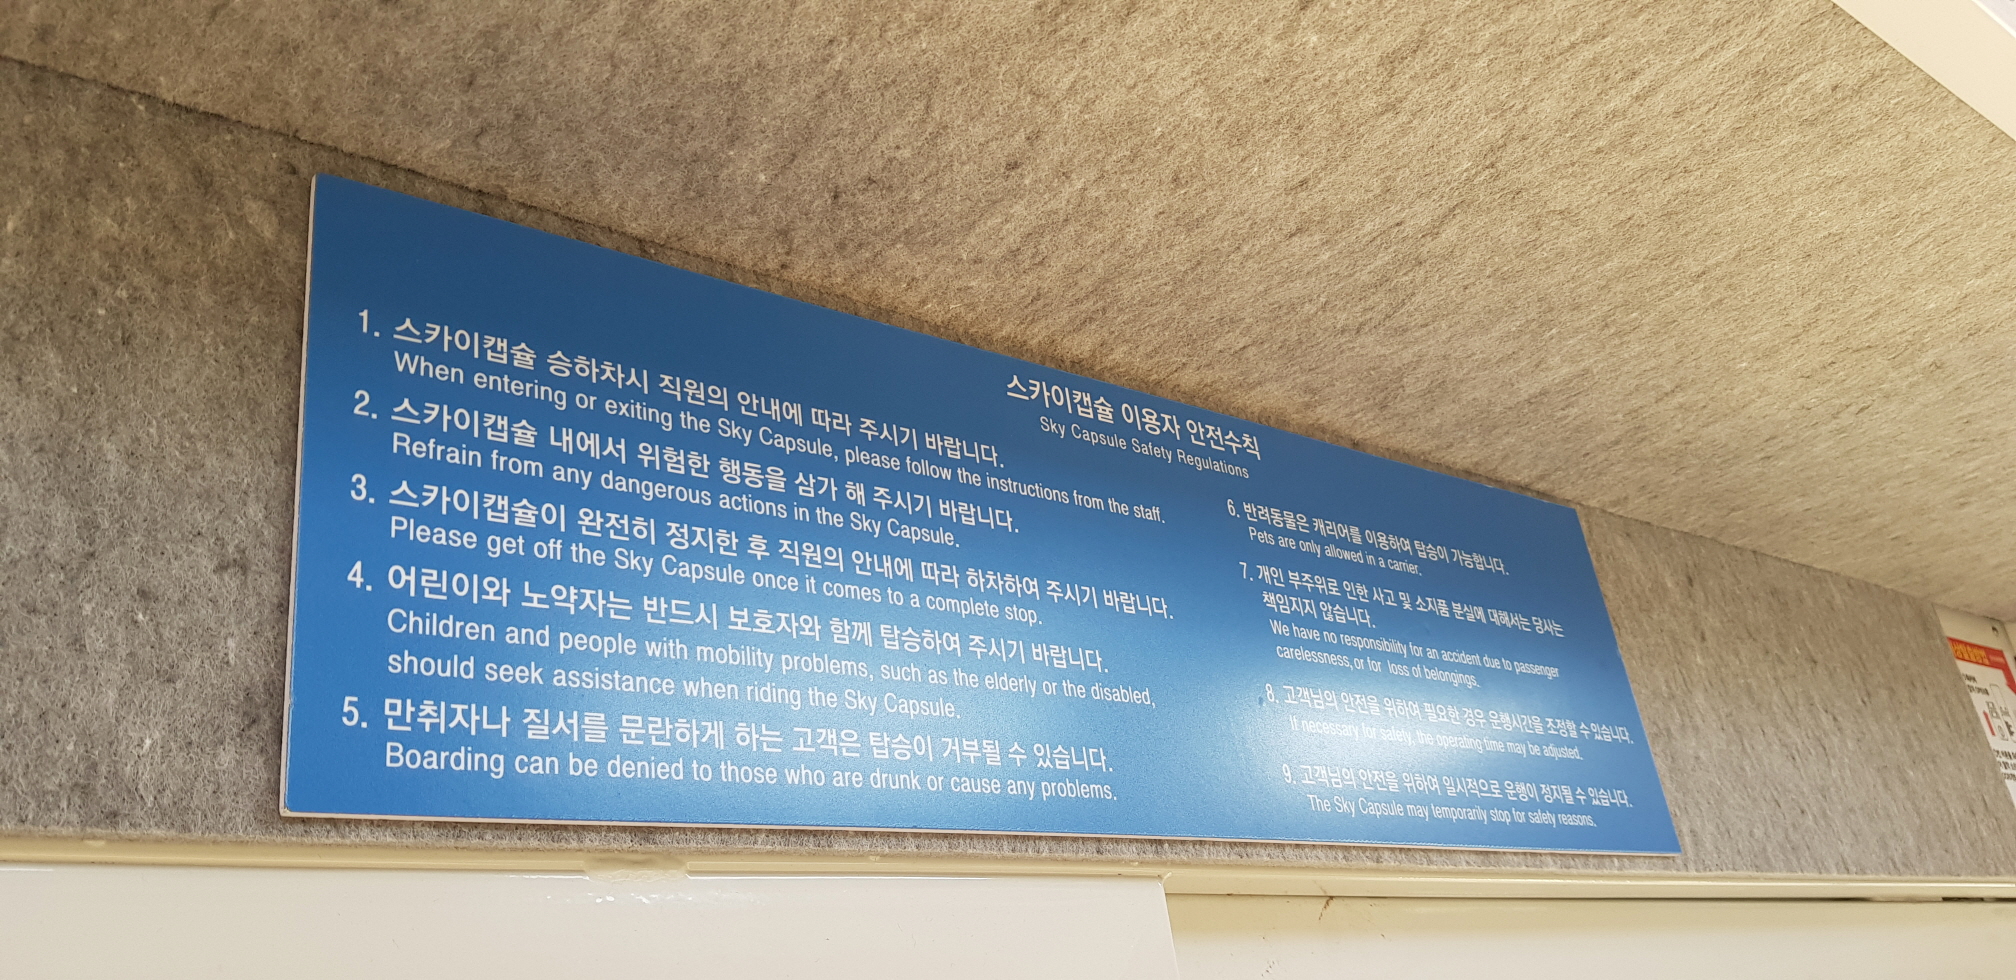 스카이캡슐 이용자 안전수칙
Sky Capsule Safety Regulations
1. 스카이캡슐 승하차시 직원의 안내에 따라 주시기 바랍니다.
When entering or exiting the Sky Capsule, please follow the instructions from the staff.
2. 스카이캡슐 내에서 위험한 행동을 삼가 해 주시기 바랍니다.
Refrain from any dangerous actions in the Sky Capsule.
3. 스카이캡슐이 완전히 정지한 후 직원의 안내에 따라 하차하여 주시기 바랍니다.
Please get off the Sky Capsule once it comes to a complete stop.
4. 어린이와 노약자는 반드시 보호자와 함께 탑승하여 주시기 바랍니다.
Children and people with mobility problems, such as the elderly or the disabled,
should seek assistance when riding the Sky Capsule.
5. 만취자나 질서를 문란하게 하는 고객은 탑승이 거부될 수 있습니다.
Boarding can be denied to those who are drunk or cause any problems.
6. 반려동물은 캐리어를 이용하여 탑승이 가능합니다.
Pets are only allowed in a carrier.
7. 개인 부주위로 인한 사고 및 소지품 분실에 대해서는 당사는
책임지지 않습니다.
We have no responsibility for an accident due to passenger
carelessness, or for loss of belongings.
8. 고객님의 안전을 위하여 필요한 경우 운행시간을 조정할 수 있습니다.
If necessary for safety, the operating time may be adjusted.
9. 고객님의 안전을 위하여 일시적으로 운행이 정지될 수 있습니다.
The Sky Capsule may temporarily stop for safety reasons.